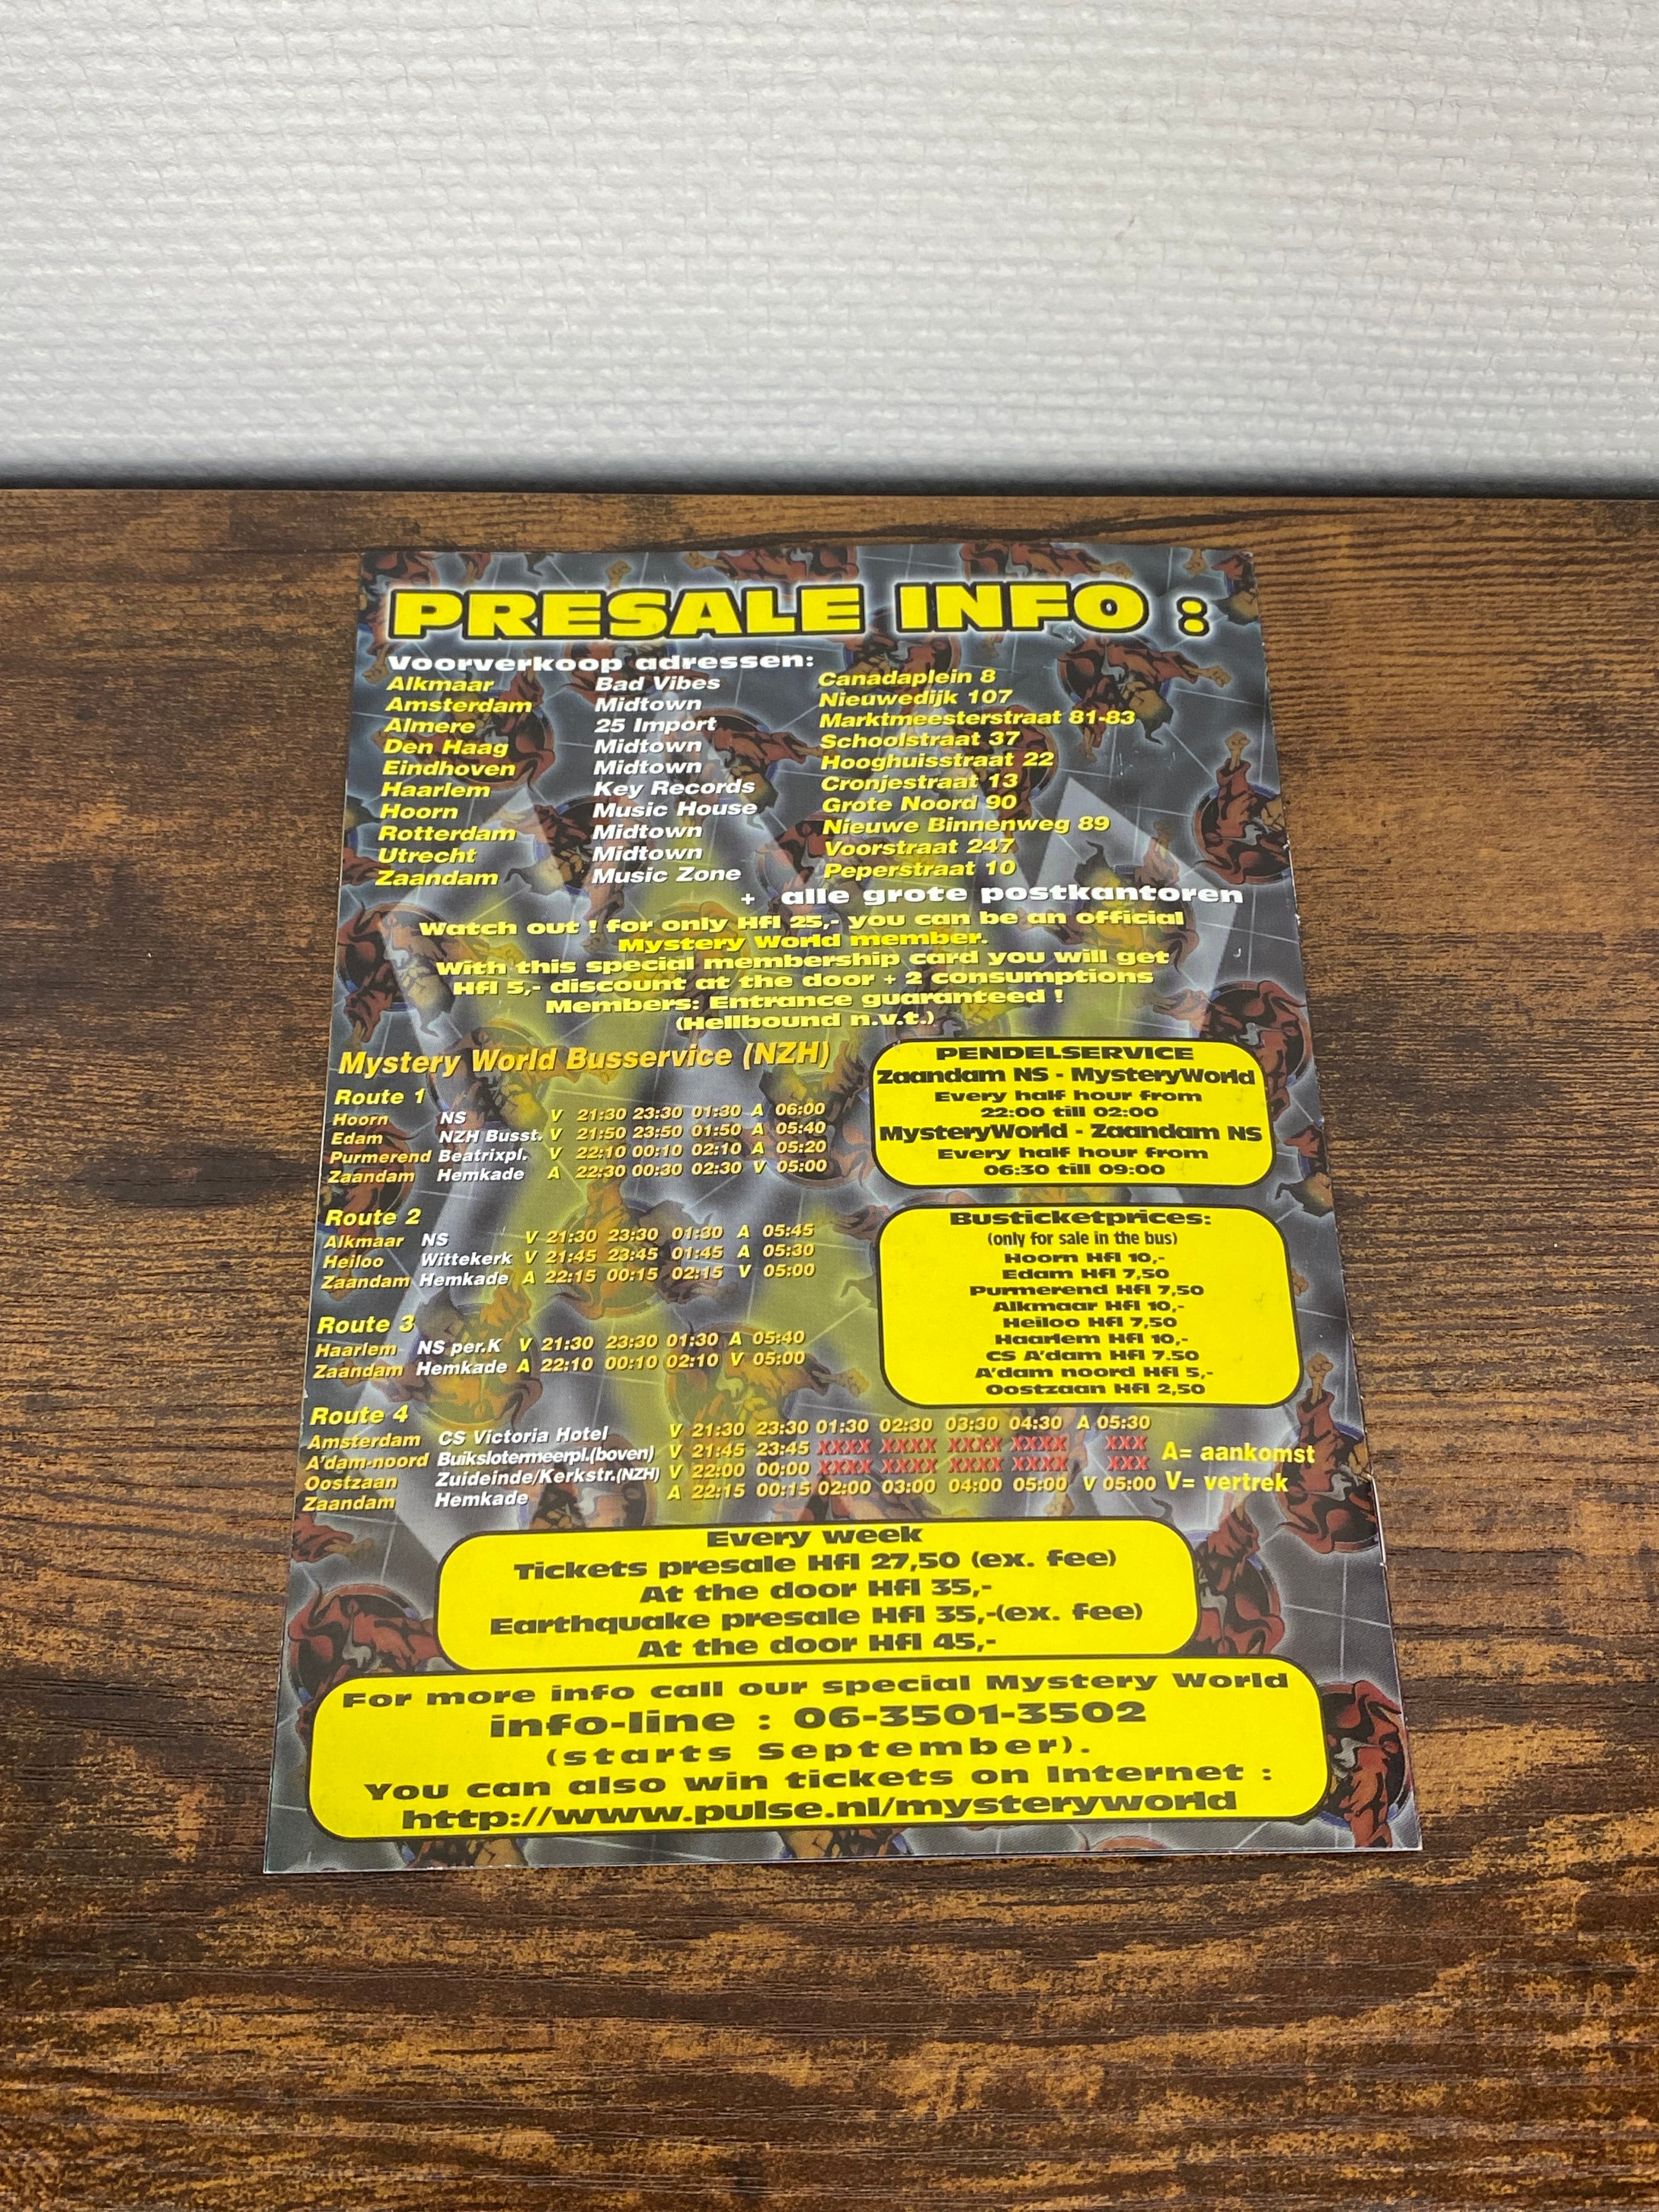 PRESALE INFO :
Voorverkoop adressen:
Alkmaar Bad Vibes Canadaplein 8
Amsterdam Midtown Nieuwedijk 107
Almere 25 Import Marktmeesterstraat 81-83
Den Haag Midtown Schoolstraat 37
Eindhoven Midtown Hooghuisstraat 22
Haarlem Key Records Cronjestraat 13
Hoorn Music House Grote Noord 90
Rotterdam Midtown Nieuwe Binnenweg 89
Utrecht Midtown Voorstraat 247
Zaandam Music Zone Peperstraat 10
+ alle grote postkantoren
Watch out ! for only Hfl 25,- you can be an official
Mystery World member.
With this special membership card you will get
Hfl 5,- discount at the door + 2 consumptions
Members: Entrance guaranteed !
(Hellbound n.v.t.)
Mystery World Busservice (NZH)
Route 1
Hoorn NS V 21:30 23:30 01:30 A 06:00
Edam NZH Busst. V 21:50 23:50 01:50 A 05:40
Purmerend Beatrixpl. V 22:10 00:10 02:10 A 05:20
Zaandam Hemkade A 22:30 00:30 02:30 V 05:00
Route 2
Alkmaar NS V 21:30 23:30 01:30 A 05:45
Heiloo Wittekerk V 21:45 23:45 01:45 A 05:30
Zaandam Hemkade A 22:15 00:15 02:15 V 05:00
Route 3
Haarlem NS per.K V 21:30 23:30 01:30 A 05:40
Zaandam Hemkade A 22:10 00:10 02:10 V 05:00
PENDELSERVICE
Zaandam NS - MysteryWorld
Every half hour from
22:00 till 02:00
MysteryWorld - Zaandam NS
Every half hour from
06:30 till 09:00
Busticketprices:
(only for sale in the bus)
Hoorn Hfl 10,-
Edam Hfl 7,50
Purmerend Hfl 7,50
Alkmaar Hfl 10,-
Heiloo Hfl 7,50
Haarlem Hfl 10,-
CS A'dam Hfl 7.50
A'dam noord Hfl 5,-
Oostzaan Hfl 2,50
Route 4
Amsterdam CS Victoria Hotel V 21:30 23:30 01:30 02:30 03:30 04:30 A 05:30
A'dam-noord Buikslotermeerpl.(boven) V 21:45 23:45 XXXX XXXX XXXX XXXX XXX A= aankomst
Oostzaan Zuideinde/Kerkstr.(NZH) V 22:00 00:00 XXXX XXXX XXXX XXXX XXX
Zaandam Hemkade A 22:15 00:15 02:00 03:00 04:00 05:00 V 05:00 V= vertrek
Every week
Tickets presale Hfl 27,50 (ex. fee)
At the door Hfl 35,-
Earthquake presale Hfl 35,-(ex. fee)
At the door Hfl 45,-
For more info call our special Mystery World
info-line : 06-3501-3502
(starts September).
You can also win tickets on Internet :
http://www.pulse.nl/mysteryworld